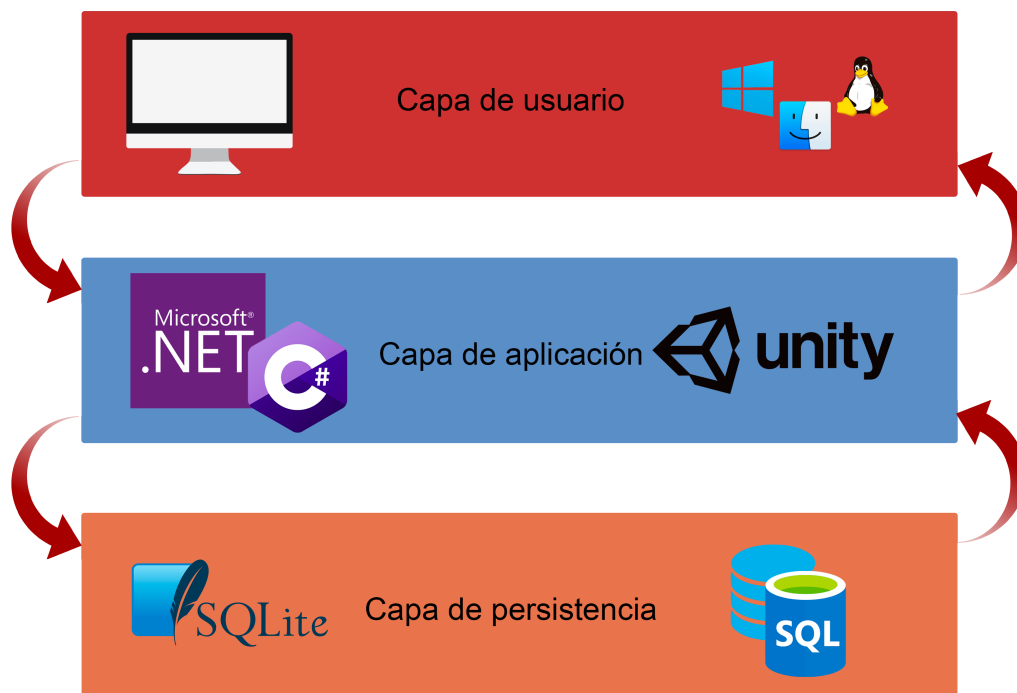 Capa de usuario
Microsoft®
.NET
C#
Capa de aplicación
unity
SQLite
Capa de persistencia
SQL